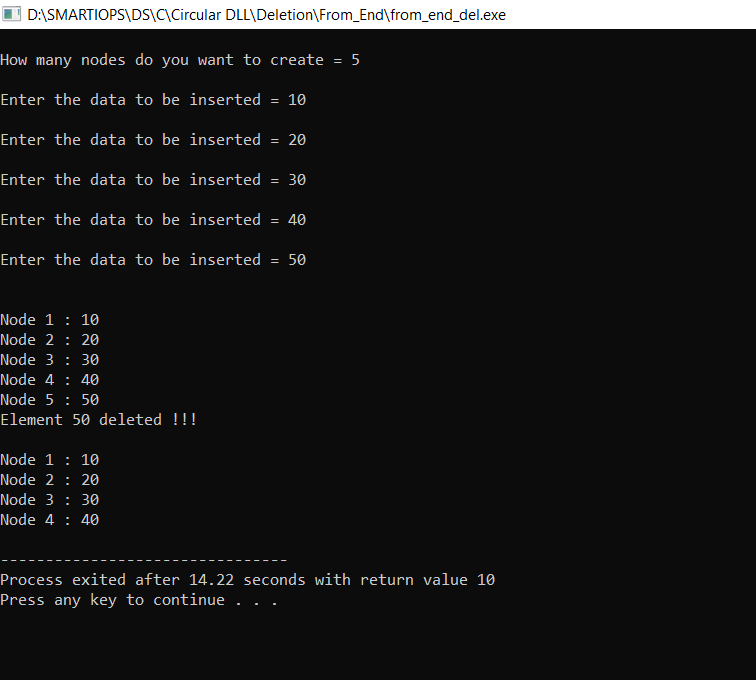 D:\SMARTIOPS\DS\C\Circular DLL\Deletion\From_End\from_end_del.exe
How many nodes do you want to create = 5
Enter the data to be inserted = 10
Enter the data to be inserted = 20
Enter the data to be inserted = 30
Enter the data to be inserted = 40
Enter the data to be inserted = 50
Node 1 : 10
Node 2 : 20
Node 3 : 30
Node 4 : 40
Node 5 : 50
Element 50 deleted !!!
Node 1 : 10
Node 2 : 20
Node 3 : 30
Node 4 : 40
--------------------------------
Process exited after 14.22 seconds with return value 10
Press any key to continue . . .